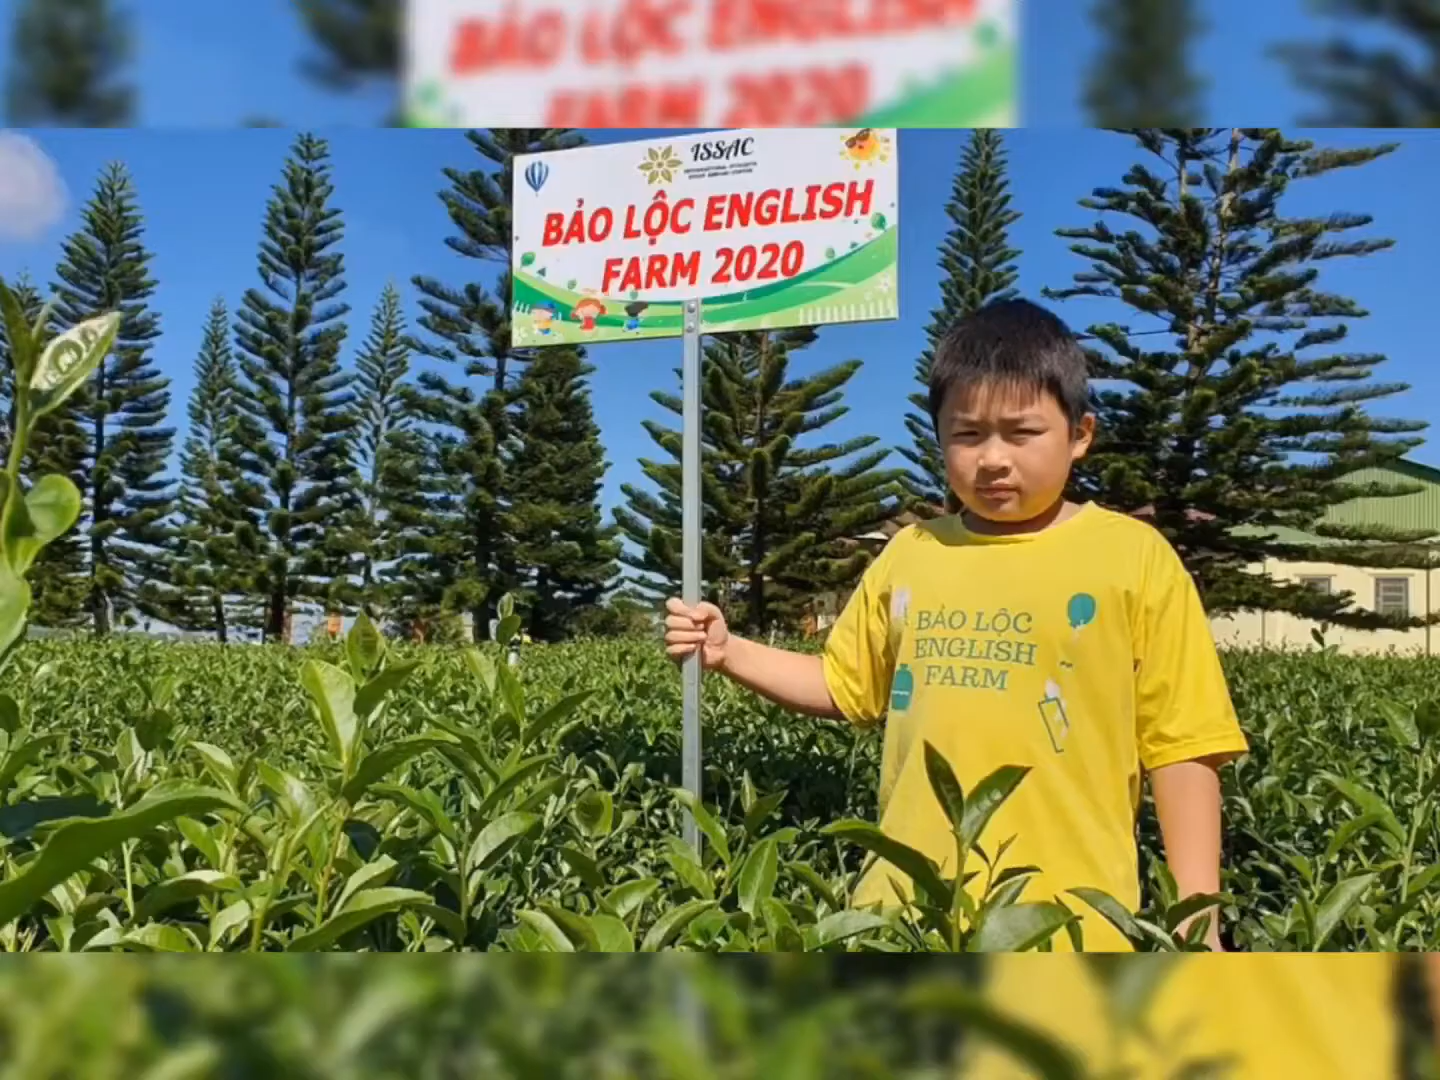 BẢO LỘC ENGLISH
FARM 2020
ISSAC
BẢO LỘC ENGLISH
FARM 2020
BẢO LỘC
ENGLISH
FARM